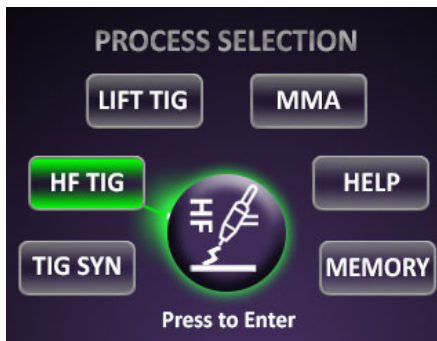 PROCESS SELECTION
LIFT TIG
MMA
HF TIG
HF
HELP
TIG SYN
MEMORY
Press to Enter